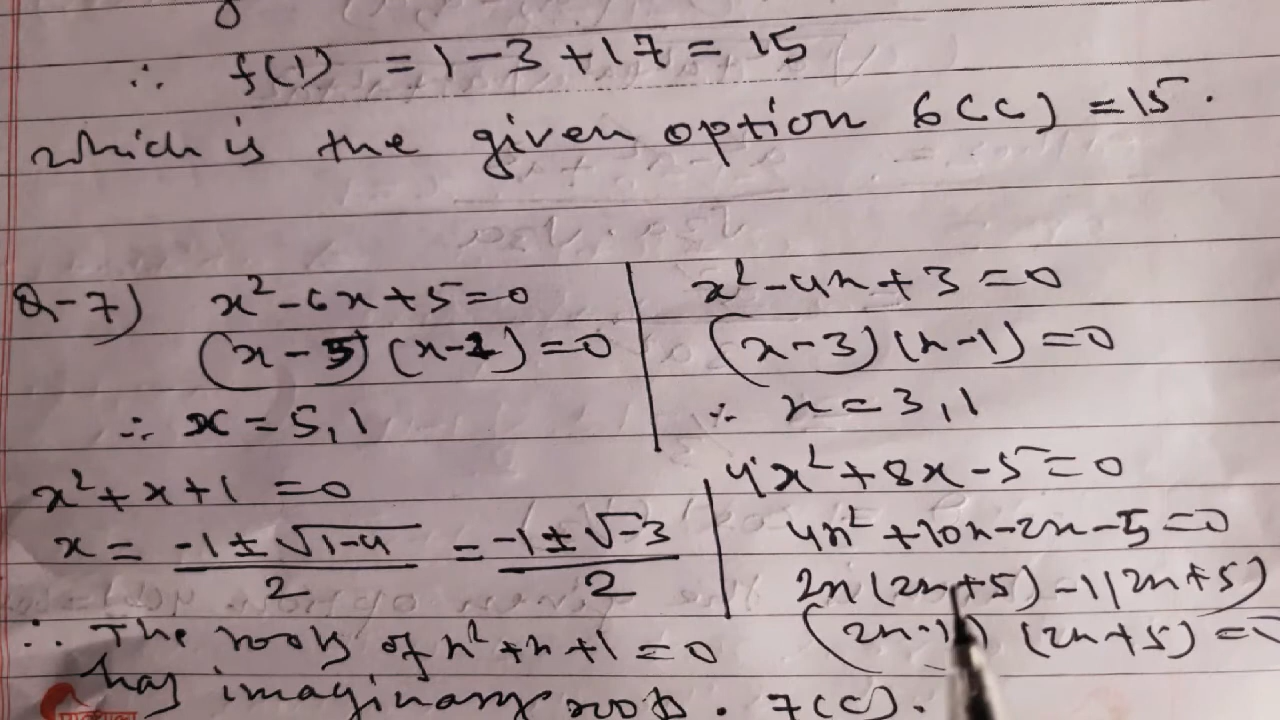 ∴ f(1) = 1 - 3 + 17 = 15
which is the given option 6(c) = 15.
Q-7) x² - 6x + 5 = 0
(x - 5)(x - 1) = 0
∴ x = 5, 1
x² - 4x + 3 = 0
(x - 3)(x - 1) = 0
∴ x = 3, 1
x² + x + 1 = 0
x = (-1 ± √(1-4))/2 = (-1 ± √-3)/2
∴ The roots of x² + x + 1 = 0
has imaginary roots. 7(c).
4x² + 8x - 5 = 0
4x² + 10x - 2x - 5 = 0
2x(2x + 5) - 1(2x + 5)
(2x - 1)(2x + 5) = 0